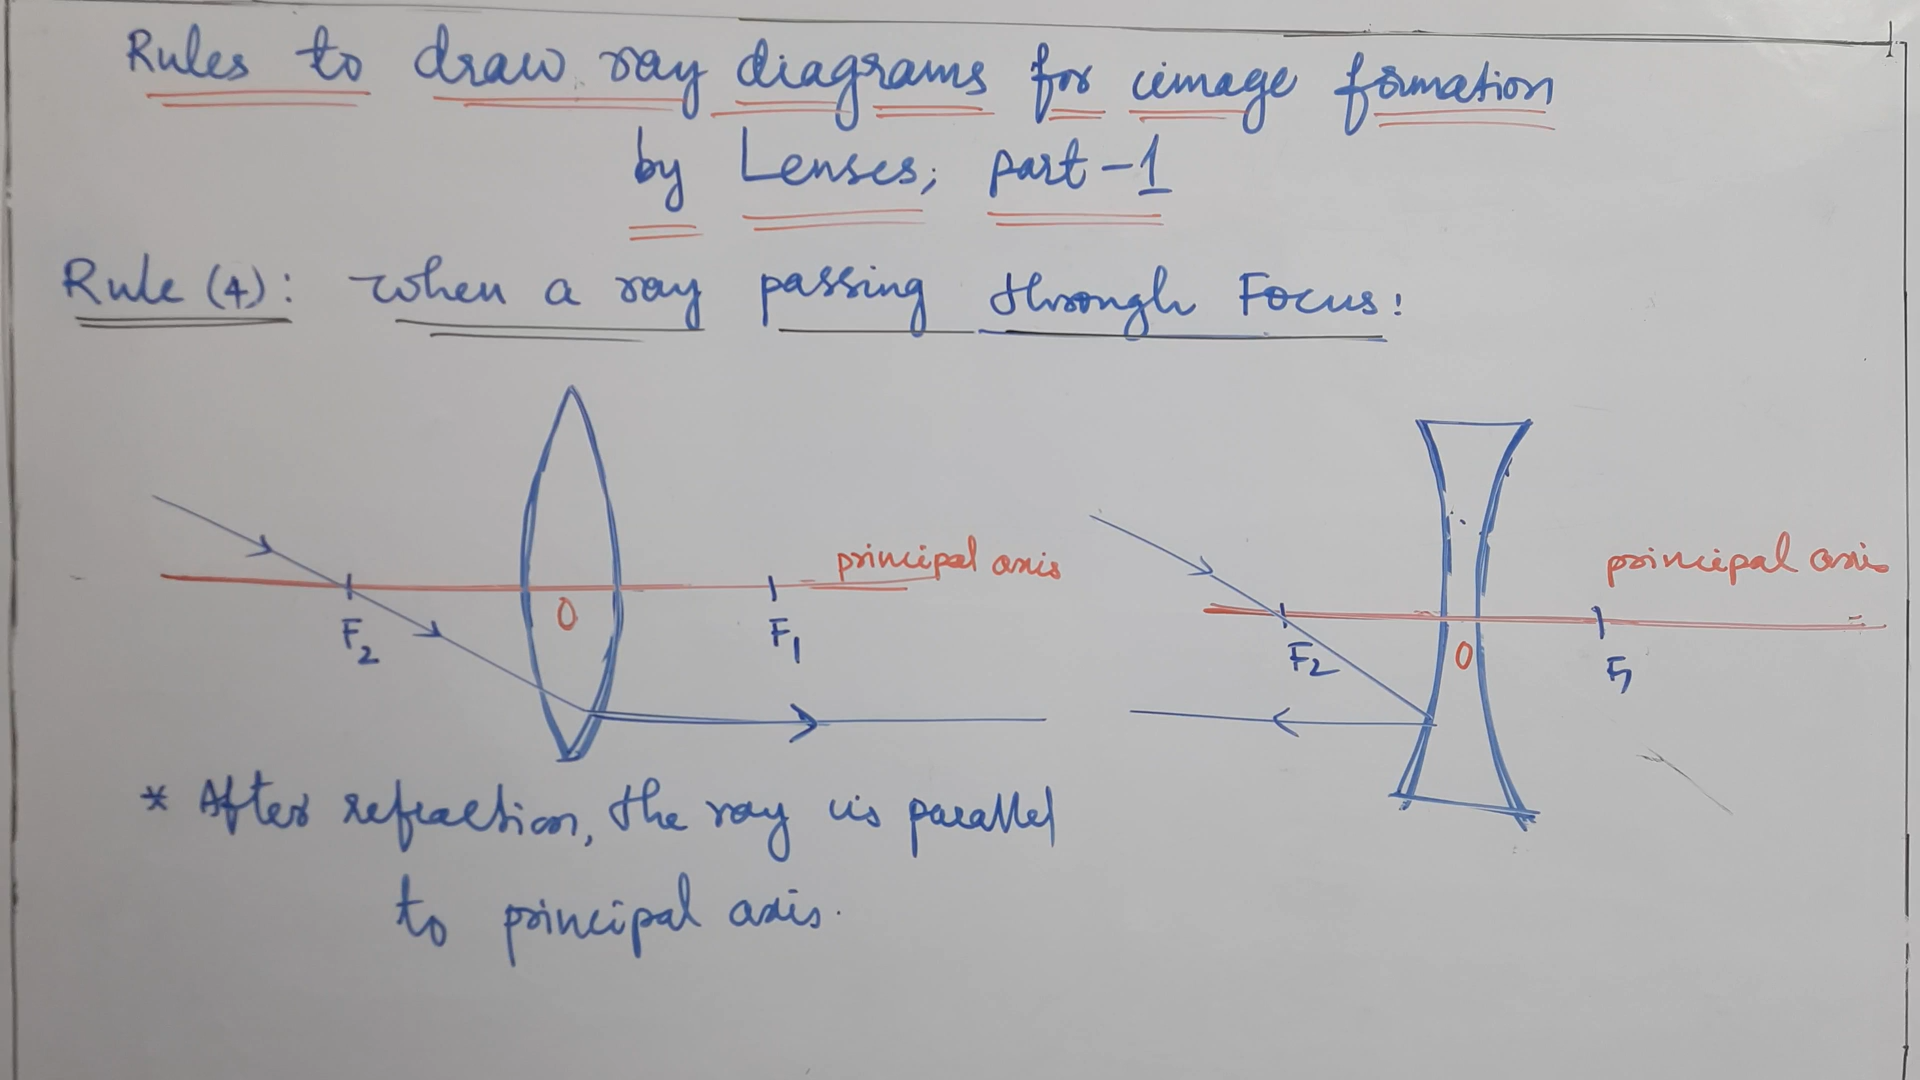 Rules to draw ray diagrams for image formation
by Lenses; part-1
Rule (4): When a ray passing through Focus:
principal axis
F2
O
F1
principal axis
F2
O
F1
* After refraction, the ray is parallel
to principal axis.